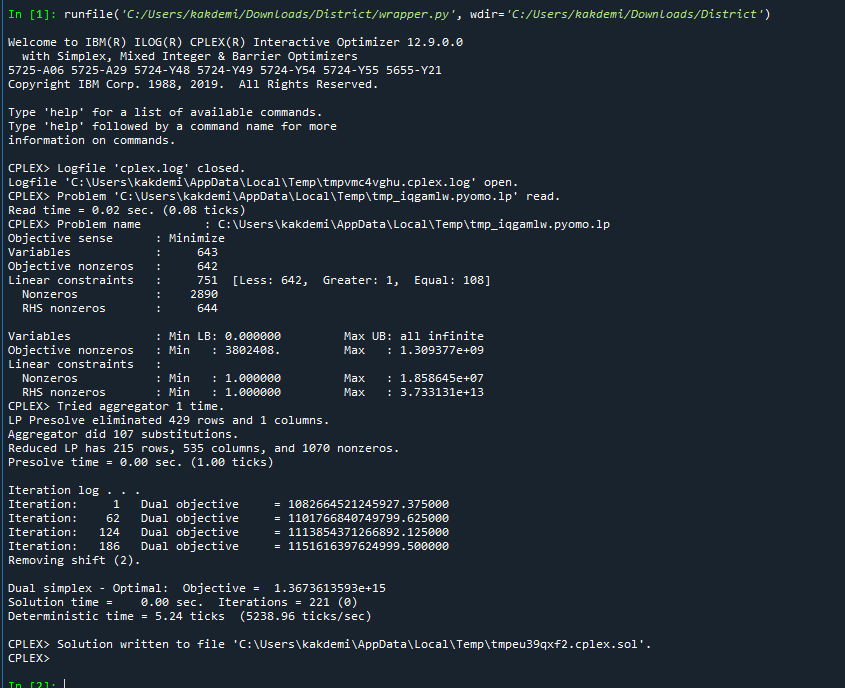 In [1]: runfile('C:/Users/kakdemi/Downloads/District/wrapper.py', wdir='C:/Users/kakdemi/Downloads/District')
Welcome to IBM(R) ILOG(R) CPLEX(R) Interactive Optimizer 12.9.0.0
with Simplex, Mixed Integer & Barrier Optimizers
5725-A06 5725-A29 5724-Y48 5724-Y49 5724-Y54 5724-Y55 5655-Y21
Copyright IBM Corp. 1988, 2019.  All Rights Reserved.
Type 'help' for a list of available commands.
Type 'help' followed by a command name for more
information on commands.
CPLEX> Logfile 'cplex.log' closed.
Logfile 'C:\Users\kakdemi\AppData\Local\Temp\tmpvmc4vghu.cplex.log' open.
CPLEX> Problem 'C:\Users\kakdemi\AppData\Local\Temp\tmp_iqgamlw.pyomo.lp' read.
Read time = 0.02 sec. (0.08 ticks)
CPLEX> Problem name         : C:\Users\kakdemi\AppData\Local\Temp\tmp_iqgamlw.pyomo.lp
Objective sense      : Minimize
Variables            :     643
Objective nonzeros   :     642
Linear constraints   :     751  [Less: 642,  Greater: 1,  Equal: 108]
Nonzeros           :    2890
RHS nonzeros       :     644
Variables            : Min LB: 0.000000         Max UB: all infinite
Objective nonzeros   : Min   : 3802408.         Max   : 1.309377e+09
Linear constraints   :
Nonzeros           : Min   : 1.000000         Max   : 1.858645e+07
RHS nonzeros       : Min   : 1.000000         Max   : 3.733131e+13
CPLEX> Tried aggregator 1 time.
LP Presolve eliminated 429 rows and 1 columns.
Aggregator did 107 substitutions.
Reduced LP has 215 rows, 535 columns, and 1070 nonzeros.
Presolve time = 0.00 sec. (1.00 ticks)
Iteration log . . .
Iteration:     1   Dual objective     = 1082664521245927.375000
Iteration:    62   Dual objective     = 1101766840749799.625000
Iteration:   124   Dual objective     = 1113854371266892.125000
Iteration:   186   Dual objective     = 1151616397624999.500000
Removing shift (2).
Dual simplex - Optimal:  Objective =  1.3673613593e+15
Solution time =    0.00 sec.  Iterations = 221 (0)
Deterministic time = 5.24 ticks  (5238.96 ticks/sec)
CPLEX> Solution written to file 'C:\Users\kakdemi\AppData\Local\Temp\tmpeu39qxf2.cplex.sol'.
CPLEX>
In [2]: